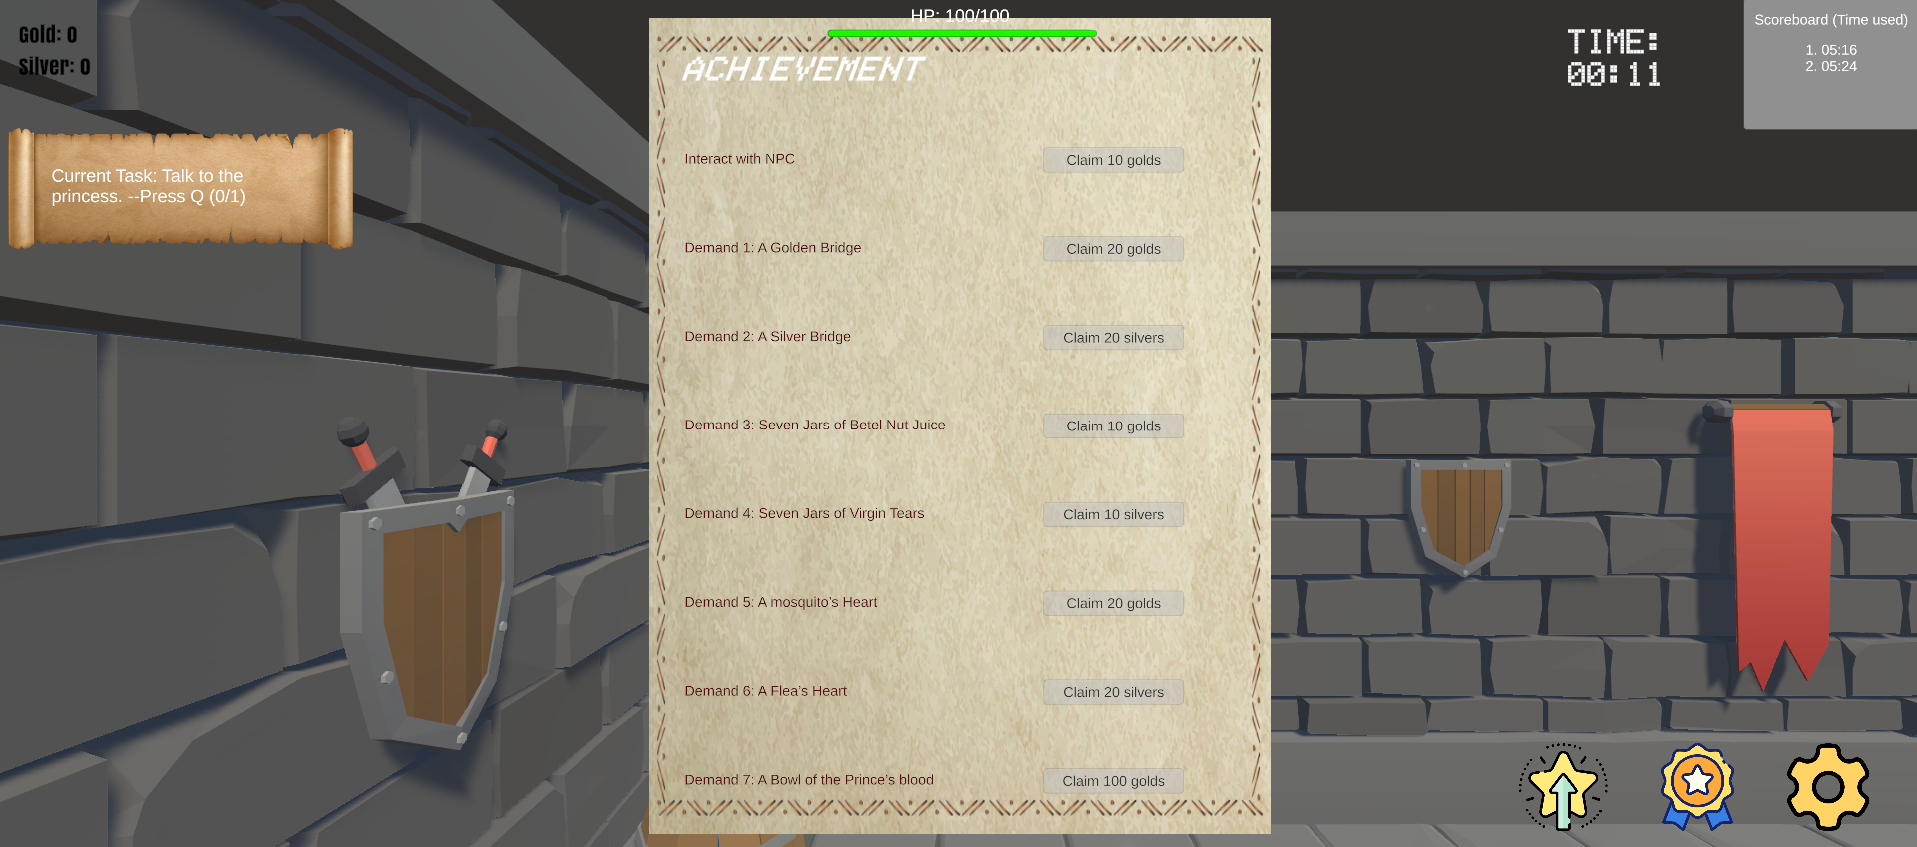 HP: 100/100
Gold: 0
Silver: 0
Current Task: Talk to the
princess. --Press Q (0/1)
ACHIEVEMENT
Interact with NPC
Claim 10 golds
Demand 1: A Golden Bridge
Claim 20 golds
Demand 2: A Silver Bridge
Claim 20 silvers
Demand 3: Seven Jars of Betel Nut Juice
Claim 10 golds
Demand 4: Seven Jars of Virgin Tears
Claim 10 silvers
Demand 5: A mosquito's Heart
Claim 20 golds
Demand 6: A Flea's Heart
Claim 20 silvers
Demand 7: A Bowl of the Prince's blood
Claim 100 golds
TIME:
00:11
Scoreboard (Time used)
1. 05:16
2. 05:24